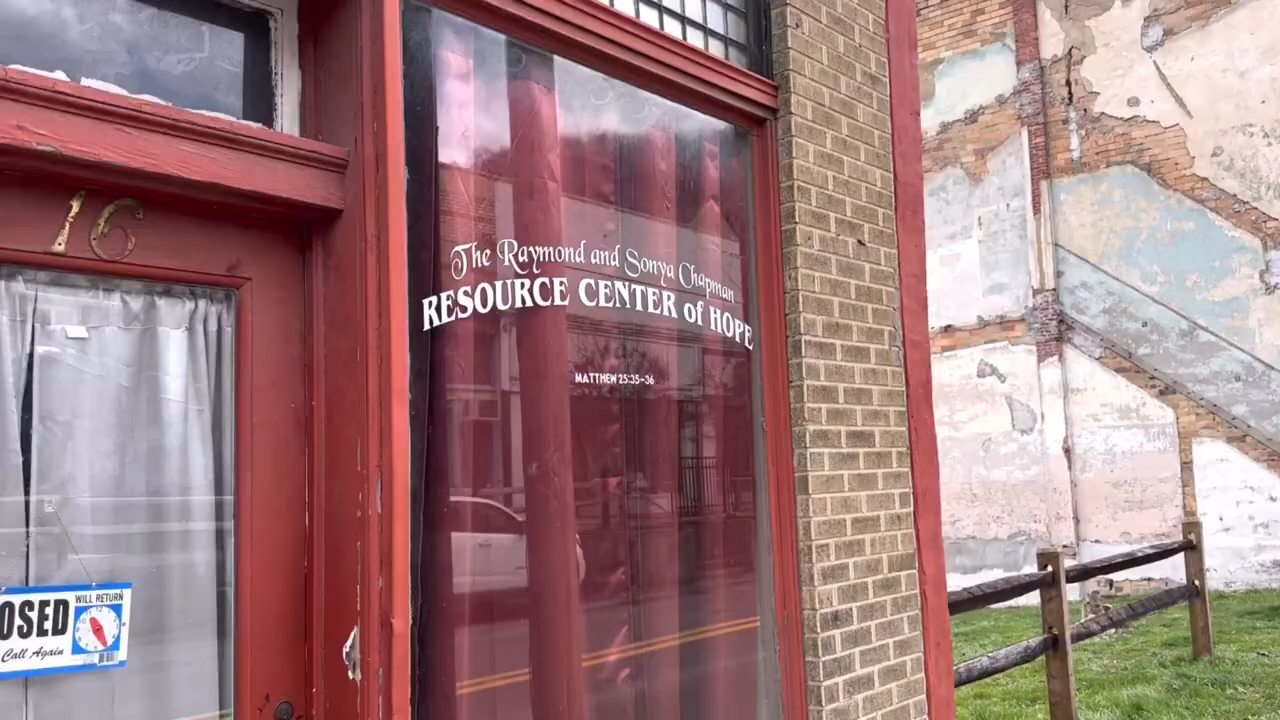 16
The Raymond and Sonya Chapman
RESOURCE CENTER of HOPE
MATTHEW 25:35-36
OSED
WILL RETURN
Call Again